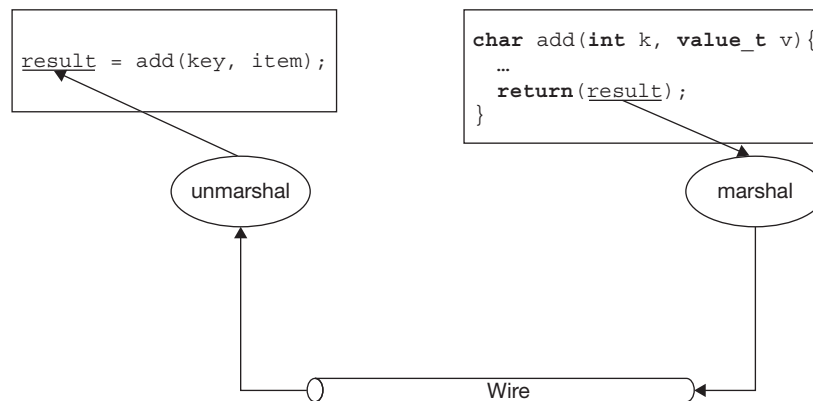 result = add(key, item);
char add(int k, value_t v){
…
return(result);
}
unmarshal
marshal
Wire